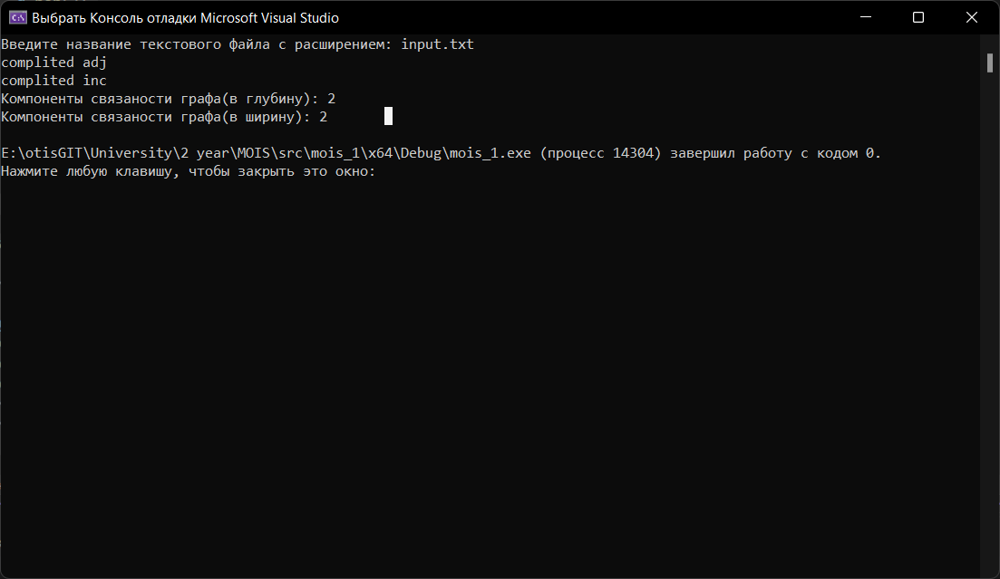 Выбрать Консоль отладки Microsoft Visual Studio
Введите название текстового файла с расширением: input.txt
complited adj
complited inc
Компоненты связаности графа(в глубину): 2
Компоненты связаности графа(в ширину): 2
E:\otisGIT\University\2 year\MOIS\src\mois_1\x64\Debug\mois_1.exe (процесс 14304) завершил работу с кодом 0.
Нажмите любую клавишу, чтобы закрыть это окно: